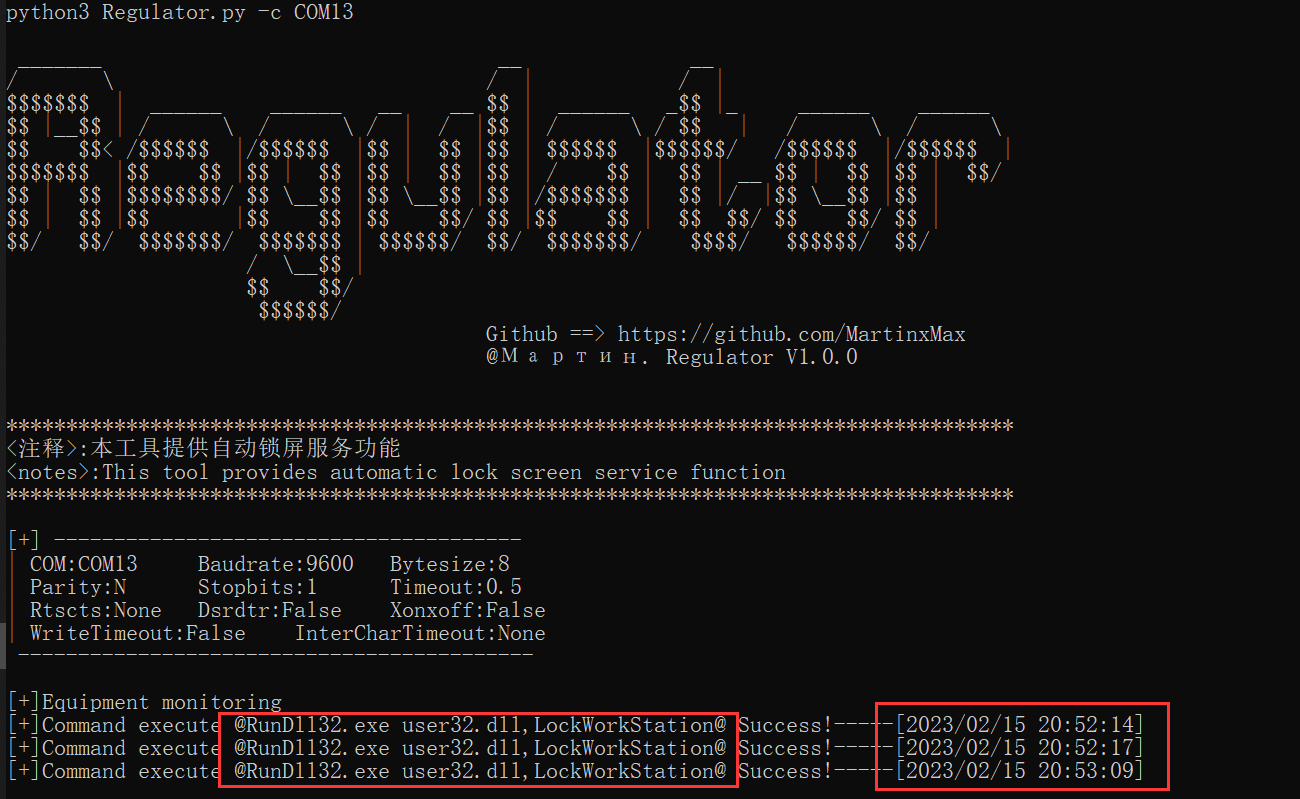 python3 Regulator.py -c COM13
Regulator
Github ==> https://github.com/MartinxMax
@Мартин. Regulator V1.0.0
************************************************************************************
<注释>:本工具提供自动锁屏服务功能
<notes>:This tool provides automatic lock screen service function
************************************************************************************
[+] ---------------------------------------
| COM:COM13 Baudrate:9600 Bytesize:8
| Parity:N Stopbits:1 Timeout:0.5
| Rtscts:None Dsrdtr:False Xonxoff:False
| WriteTimeout:False InterCharTimeout:None
-------------------------------------------
[+]Equipment monitoring
[+]Command execute @RunDll32.exe user32.dll,LockWorkStation@ Success!-----[2023/02/15 20:52:14]
[+]Command execute @RunDll32.exe user32.dll,LockWorkStation@ Success!-----[2023/02/15 20:52:17]
[+]Command execute @RunDll32.exe user32.dll,LockWorkStation@ Success!-----[2023/02/15 20:53:09]